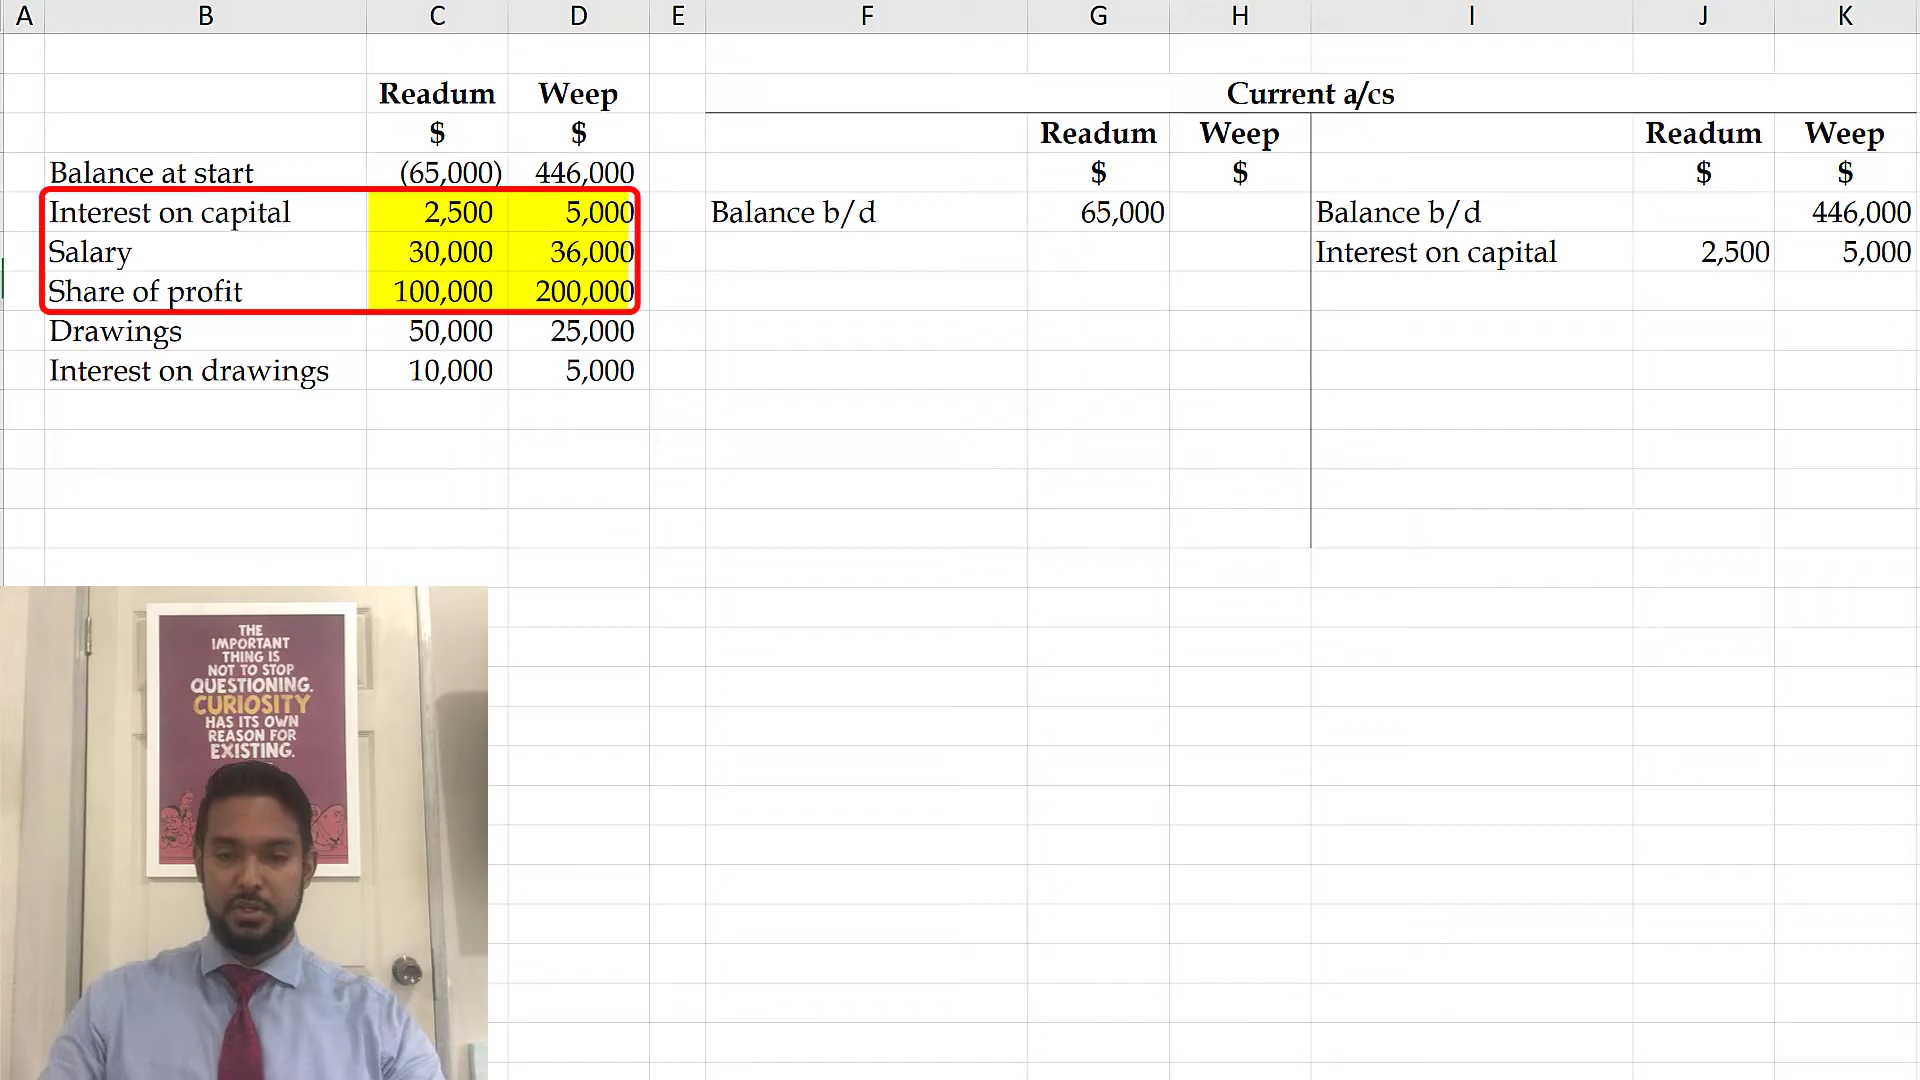 A B C D E F G H I J K
Readum Weep
$ $
Balance at start (65,000) 446,000
Interest on capital 2,500 5,000
Salary 30,000 36,000
Share of profit 100,000 200,000
Drawings 50,000 25,000
Interest on drawings 10,000 5,000
Current a/cs
Readum Weep Readum Weep
$ $ $ $
Balance b/d 65,000 Balance b/d 446,000
Interest on capital 2,500 5,000
THE
IMPORTANT
THING IS
NOT TO STOP
QUESTIONING.
CURIOSITY
HAS ITS OWN
REASON FOR
EXISTING.